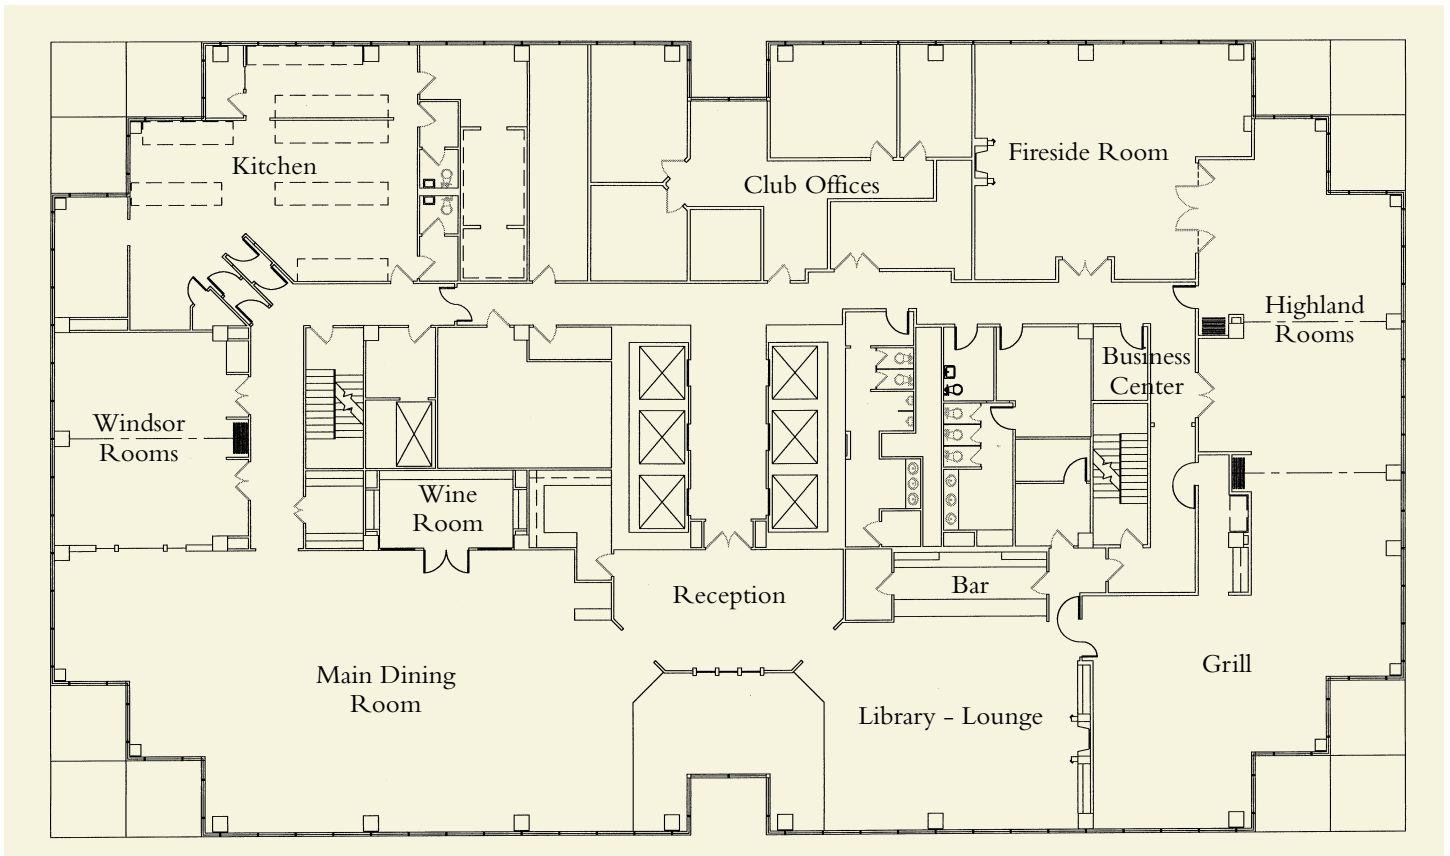 Kitchen
Club Offices
Fireside Room
Highland
Rooms
Business
Center
Windsor
Rooms
Wine
Room
Reception
Bar
Main Dining
Room
Library - Lounge
Grill